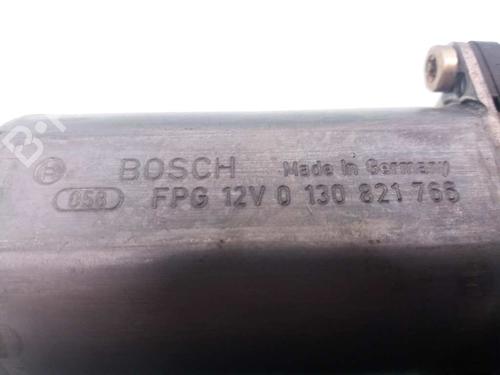 BOSCH Made in Germany
058 FPG 12V 0 130 821 766